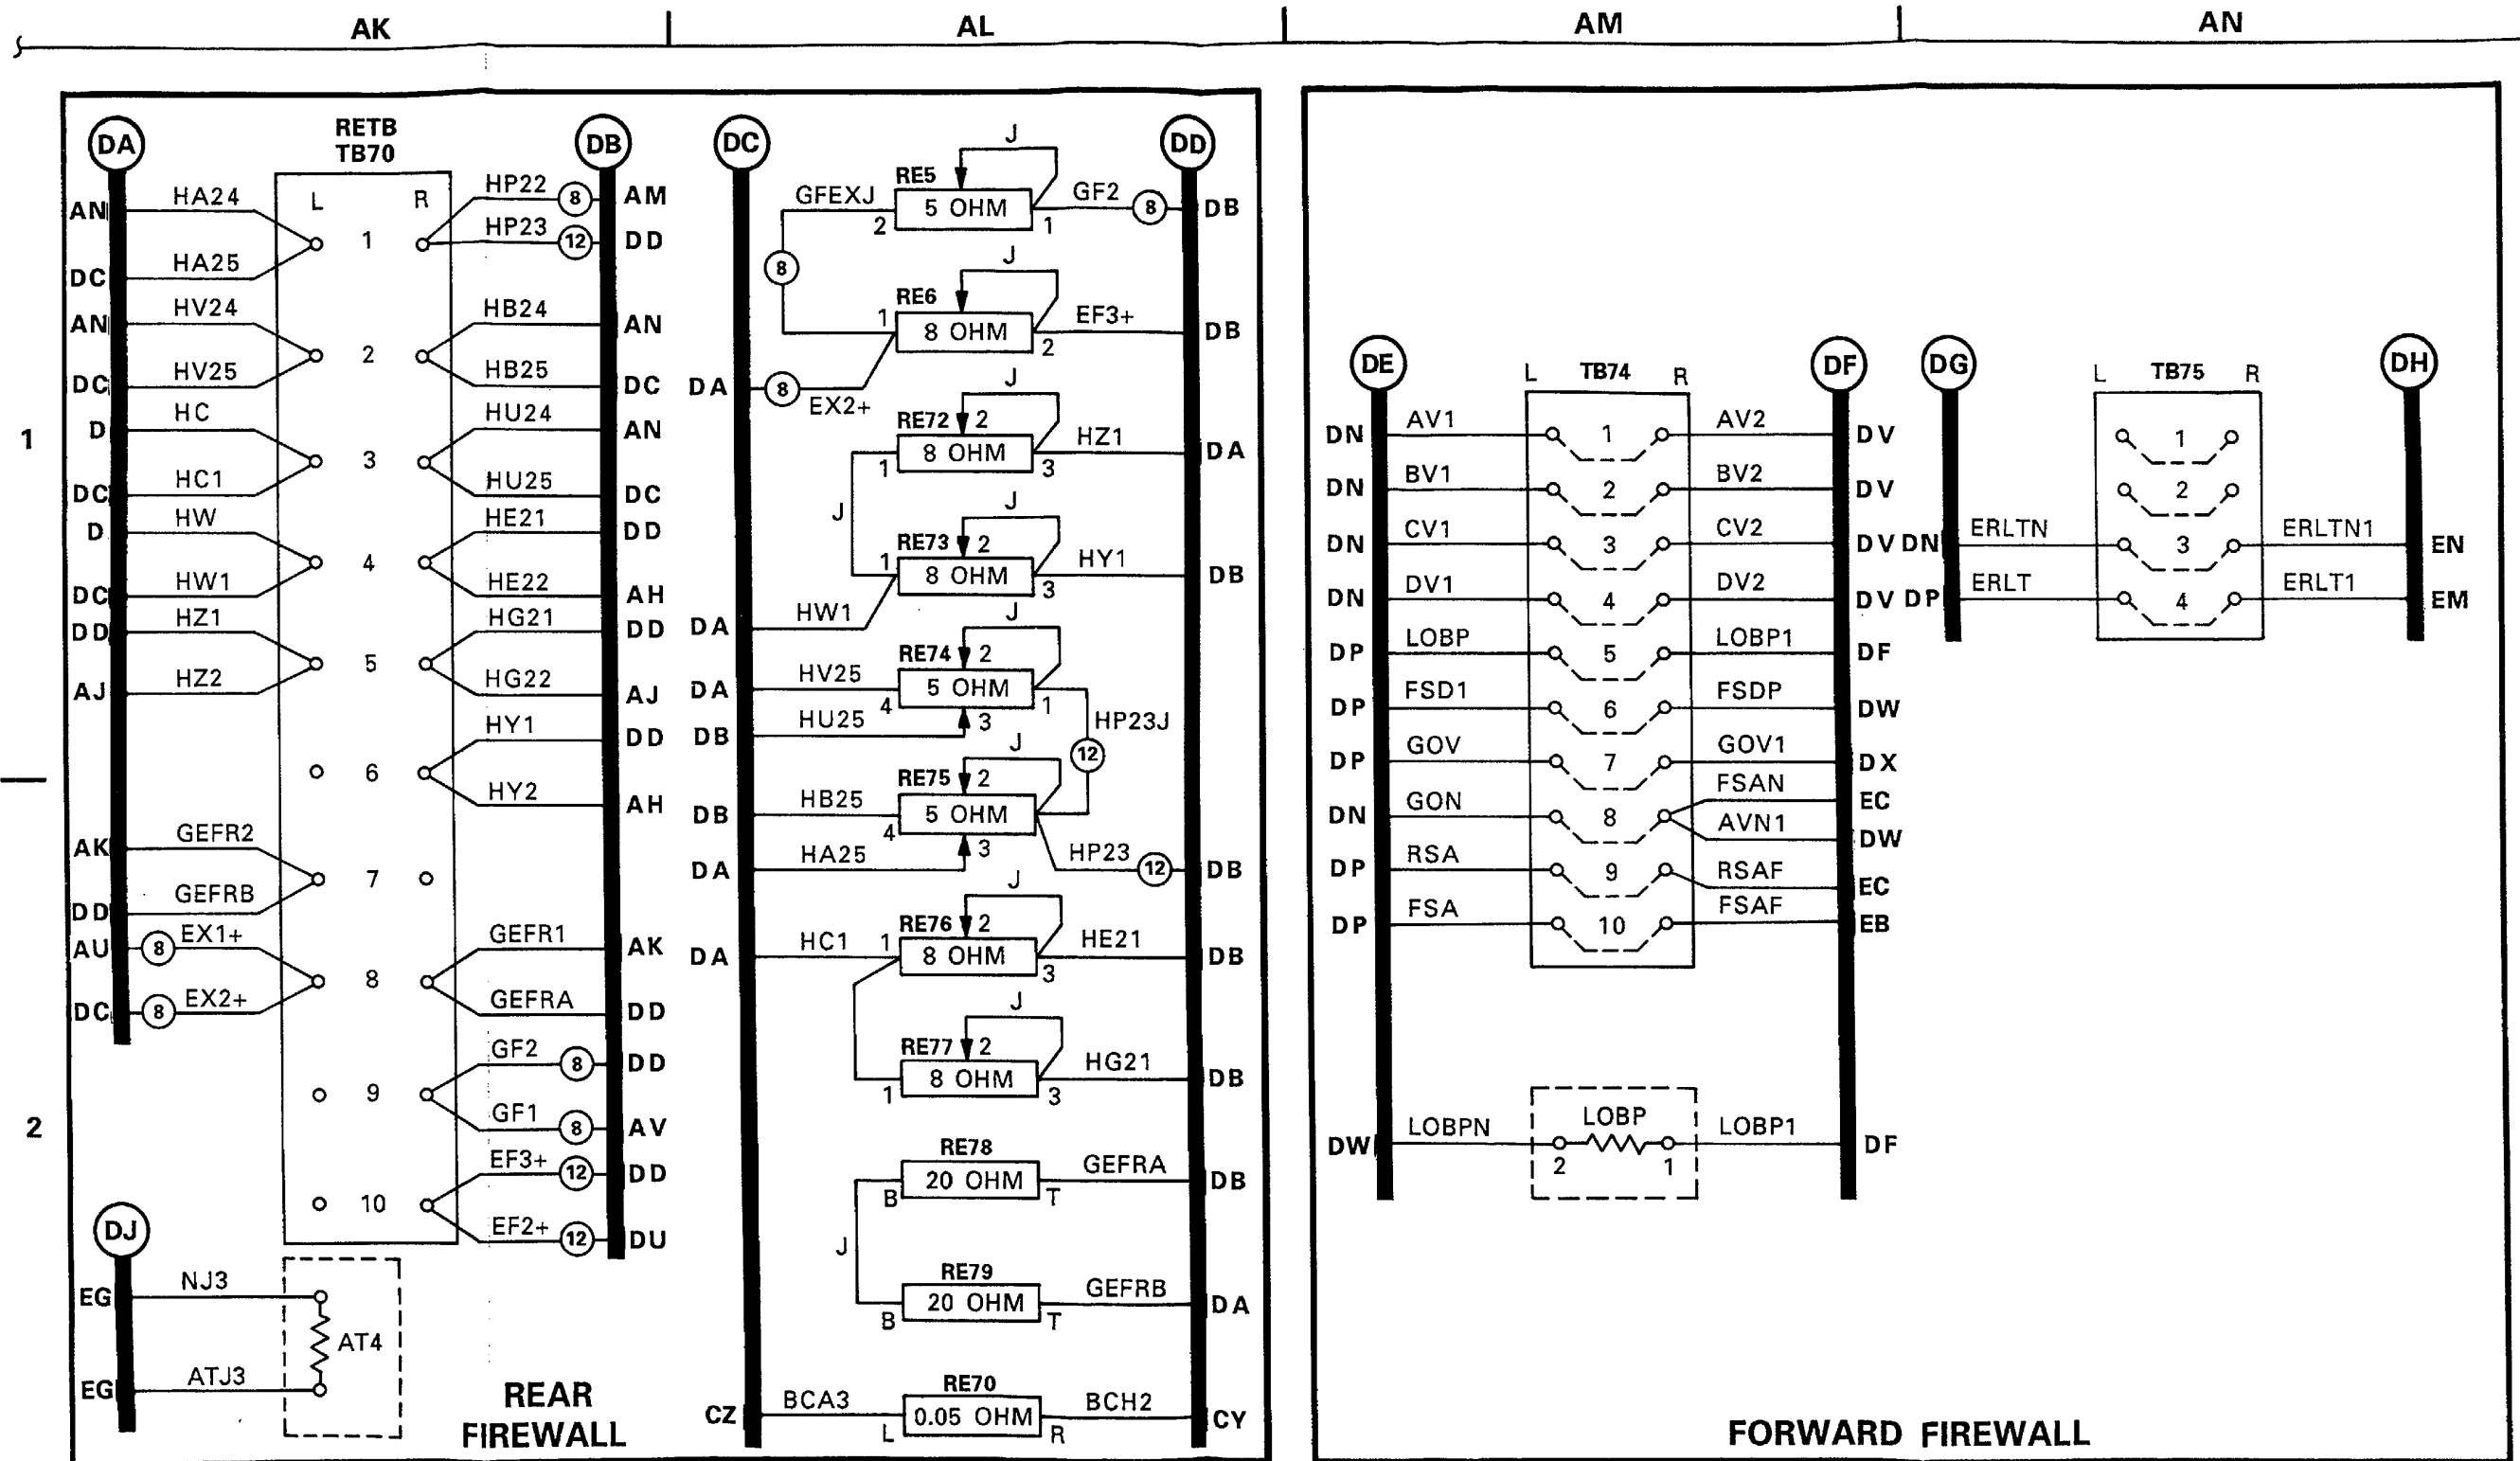 AK AL AM AN
DA RETB TB70 DB
L R
AN HA24 HP22 8 AM
1 HP23 12 DD
DC HA25
AN HV24 HB24 AN
2
DC HV25 HB25 DC
D HC HU24 AN
3
DC HC1 HU25 DC
D HW HE21 DD
4
DC HW1 HE22 AH
DD HZ1 HG21 DD
5
AJ HZ2 HG22 AJ
HY1 DD
6
HY2 AH
AK GEFR2
7
DD GEFRB
AU 8 EX1+ GEFR1 AK
8
DC 8 EX2+ GEFRA DD
GF2 8 DD
9
GF1 8 AV
EF3+ 12 DD
10
EF2+ 12 DU
1
2
DJ
EG NJ3
AT4
EG ATJ3
REAR
FIREWALL
DC DD
J
RE5
GFEXJ 2 5 OHM 1 GF2 8 DB
8
J
RE6
1 8 OHM 2 EF3+ DB
DA 8 EX2+
J
RE72 2
1 8 OHM 3 HZ1 DA
J
J
RE73 2
1 8 OHM 3 HY1 DB
DA HW1
J
RE74 2
DA HV25 4 5 OHM 1
DB HU25 3 HP23J
12
J
RE75 2
DB HB25 4 5 OHM
DA HA25 3 HP23 12 DB
J
RE76 2
DA HC1 1 8 OHM 3 HE21 DB
J
RE77 2
1 8 OHM 3 HG21 DB
RE78
B 20 OHM T GEFRA DB
J
RE79
B 20 OHM T GEFRB DA
RE70
CZ BCA3 L 0.05 OHM R BCH2 CY
DE L TB74 R DF
DN AV1 1 AV2 DV
DN BV1 2 BV2 DV
DN CV1 3 CV2 DV
DN DV1 4 DV2 DV
DP LOBP 5 LOBP1 DF
DP FSD1 6 FSDP DW
DP GOV 7 GOV1 DX
FSAN EC
DN GON 8
AVN1 DW
DP RSA 9 RSAF EC
DP FSA 10 FSAF EB
LOBP
DW LOBPN 2 1 LOBP1 DF
DG L TB75 R DH
1
2
DN ERLTN 3 ERLTN1 EN
DP ERLT 4 ERLT1 EM
FORWARD FIREWALL